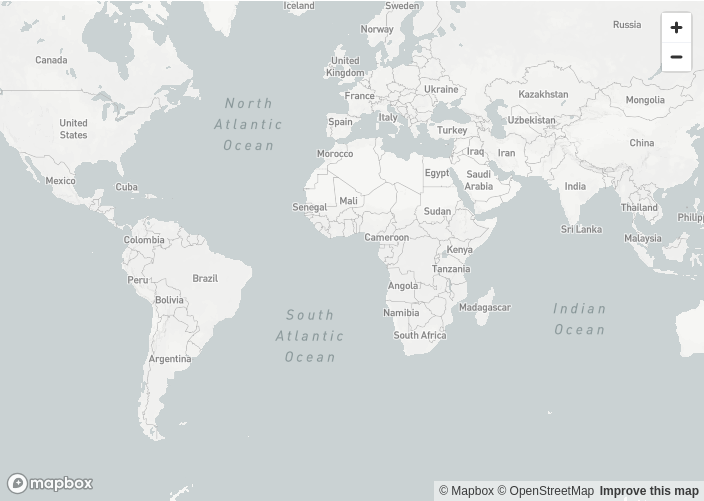 Iceland
Sweden
Russia
Norway
Canada
United
Kingdom
Ukraine
France
Kazakhstan
Mongolia
North
Atlantic
Ocean
United
States
Spain
Italy
Uzbekistan
Turkey
China
Morocco
Iraq
Iran
Mexico
Cuba
Egypt
Saudi
Arabia
India
Senegal
Mali
Sudan
Thailand
Philipp
Sri Lanka
Colombia
Cameroon
Kenya
Malaysia
Peru
Brazil
Tanzania
Bolivia
Angola
Madagascar
Namibia
South
Atlantic
Ocean
Indian
Ocean
South Africa
Argentina
mapbox
© Mapbox © OpenStreetMap Improve this map